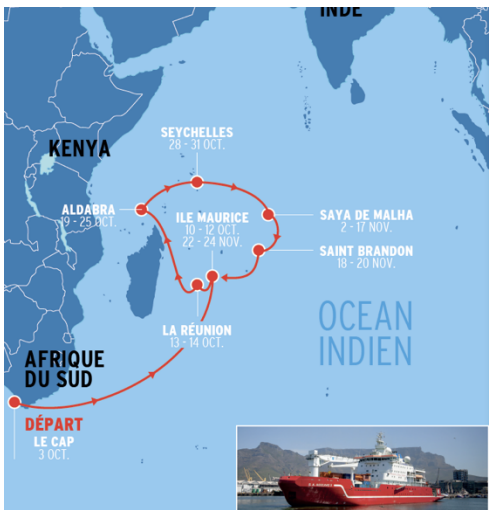 INDE
KENYA
SEYCHELLES
28 - 31 OCT.
ALDABRA
19 - 25 OCT.
ILE MAURICE
10 - 12 OCT.
22 - 24 NOV.
SAYA DE MALHA
2 - 17 NOV.
SAINT BRANDON
18 - 20 NOV.
LA RÉUNION
13 - 14 OCT.
OCEAN
INDIEN
AFRIQUE
DU SUD
DÉPART
LE CAP
3 OCT.